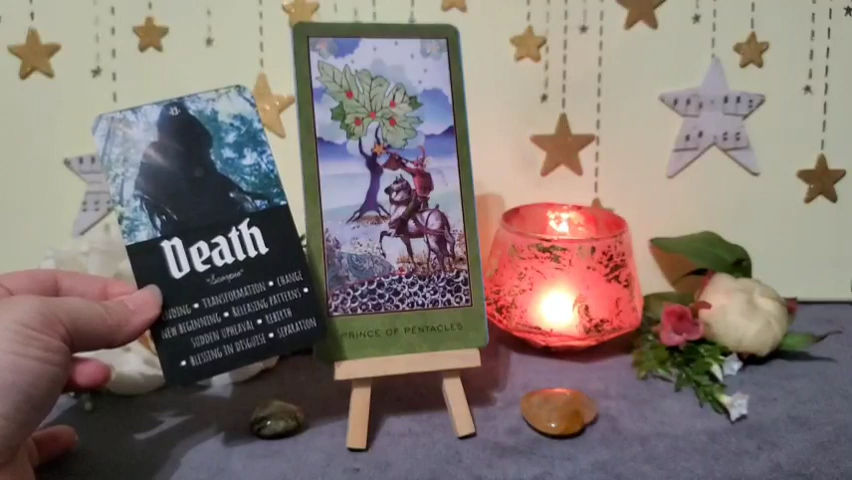 Death
"Scorpio"
• TRANSFORMATION • CHANGE
NEW BEGINNING • RELEASING PATTERNS •
SUDDEN UPHEAVAL • REBIRTH
• BLESSING IN DISGUISE • SEPARATION
PRINCE OF PENTACLES